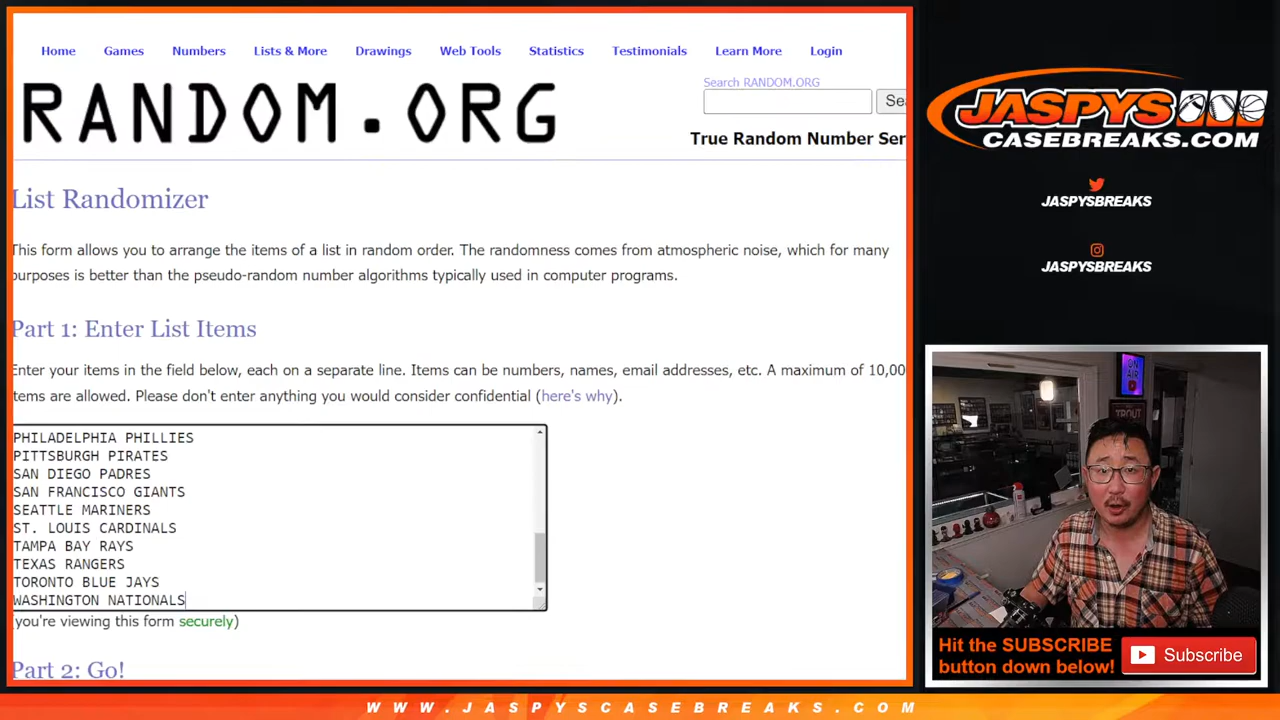 Home Games Numbers Lists & More Drawings Web Tools Statistics Testimonials Learn More Login
Search RANDOM.ORG
RANDOM.ORG
Sea
True Random Number Ser
List Randomizer
This form allows you to arrange the items of a list in random order. The randomness comes from atmospheric noise, which for many
purposes is better than the pseudo-random number algorithms typically used in computer programs.
Part 1: Enter List Items
Enter your items in the field below, each on a separate line. Items can be numbers, names, email addresses, etc. A maximum of 10,00
items are allowed. Please don't enter anything you would consider confidential (here's why).
PHILADELPHIA PHILLIES
PITTSBURGH PIRATES
SAN DIEGO PADRES
SAN FRANCISCO GIANTS
SEATTLE MARINERS
ST. LOUIS CARDINALS
TAMPA BAY RAYS
TEXAS RANGERS
TORONTO BLUE JAYS
WASHINGTON NATIONALS
(you're viewing this form securely)
Part 2: Go!
JASPYS
CASEBREAKS.COM
JASPYSBREAKS
JASPYSBREAKS
ON AIR
TROUT
Hit the SUBSCRIBE
button down below!
Subscribe
WWW.JASPYSCASEBREAKS.COM